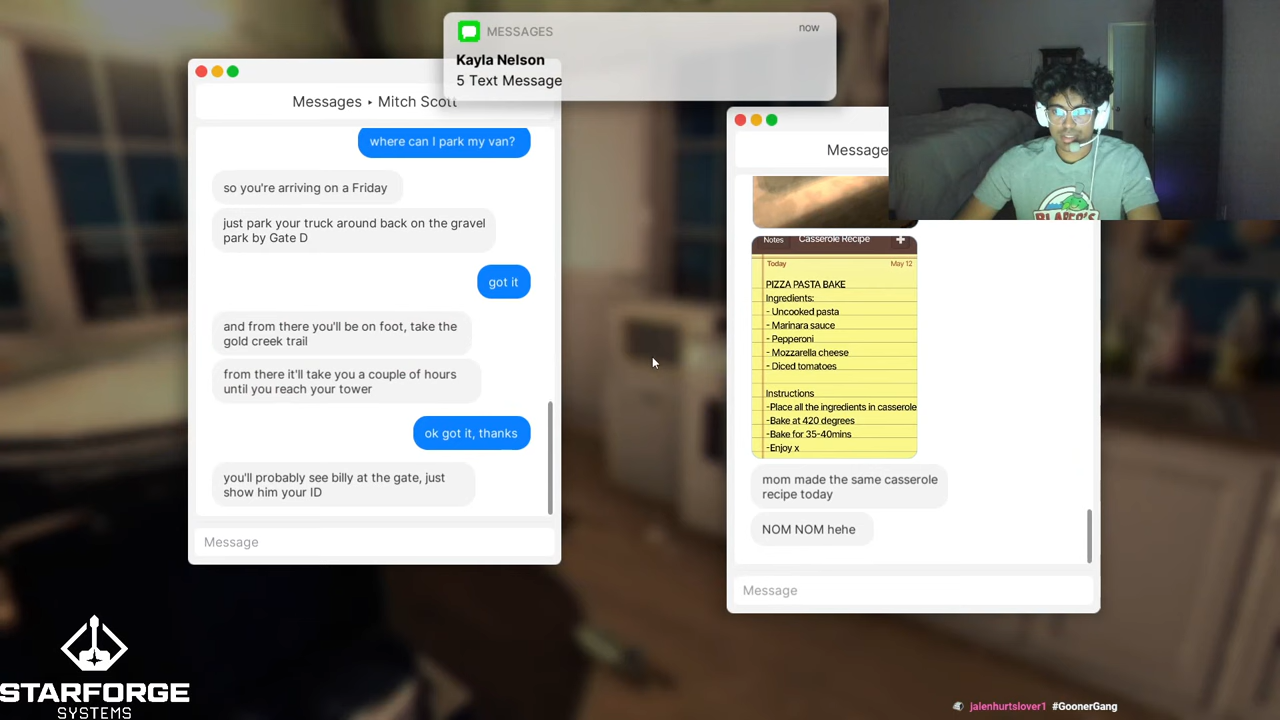 MESSAGES
now
Kayla Nelson
5 Text Message
Messages ▸ Mitch Scott
where can I park my van?
so you're arriving on a Friday
just park your truck around back on the gravel
park by Gate D
got it
and from there you'll be on foot, take the
gold creek trail
from there it'll take you a couple of hours
until you reach your tower
ok got it, thanks
you'll probably see billy at the gate, just
show him your ID
Message
Message
Notes
Casserole Recipe
+
Today
May 12
PIZZA PASTA BAKE
Ingredients:
- Uncooked pasta
- Marinara sauce
- Pepperoni
- Mozzarella cheese
- Diced tomatoes
Instructions
-Place all the ingredients in casserole
-Bake at 420 degrees
-Bake for 35-40mins
-Enjoy x
mom made the same casserole
recipe today
NOM NOM hehe
Message
STARFORGE
SYSTEMS
jalenhurtslover1 #GoonerGang